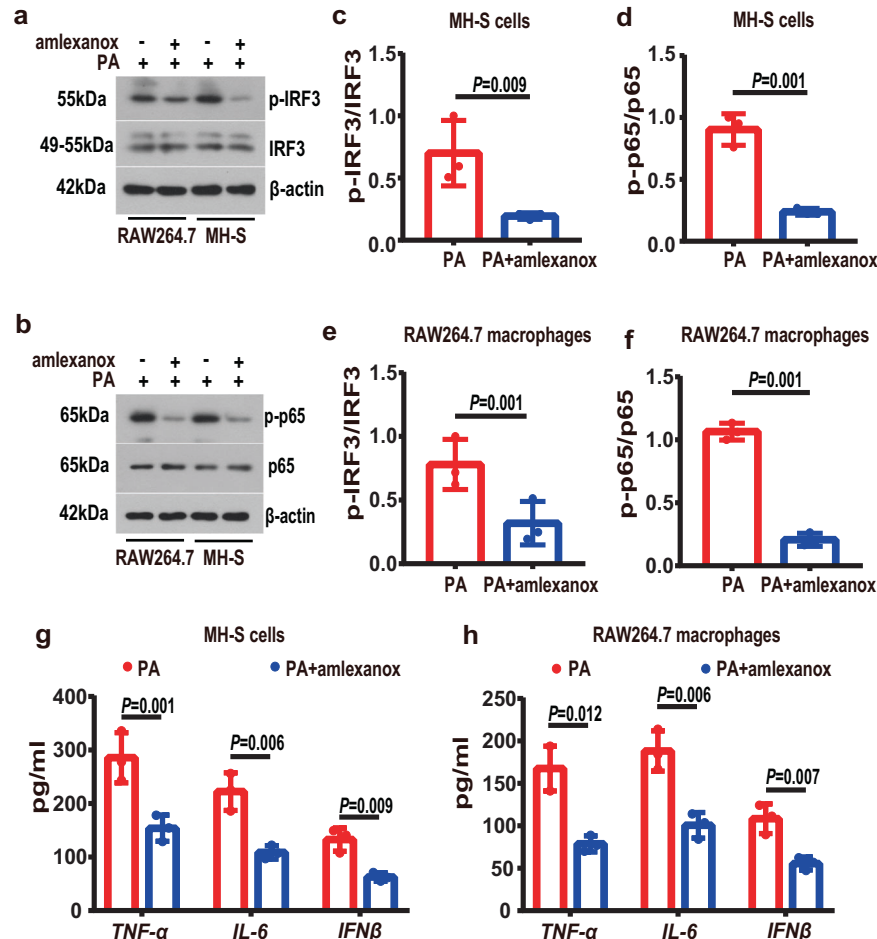 a
amlexanox - + - +
PA + + + +
55kDa p-IRF3
49-55kDa IRF3
42kDa β-actin
RAW264.7 MH-S
b
amlexanox - + - +
PA + + + +
65kDa p-p65
65kDa p65
42kDa β-actin
RAW264.7 MH-S
c
MH-S cells
p-IRF3/IRF3
1.5
1.0
0.5
0.0
P=0.009
PA PA+amlexanox
d
MH-S cells
p-p65/p65
1.5
1.0
0.5
0.0
P=0.001
PA PA+amlexanox
e
RAW264.7 macrophages
p-IRF3/IRF3
1.5
1.0
0.5
0.0
P=0.001
PA PA+amlexanox
f
RAW264.7 macrophages
p-p65/p65
1.5
1.0
0.5
0.0
P=0.001
PA PA+amlexanox
g
MH-S cells
PA PA+amlexanox
pg/ml
400
300
200
100
0
P=0.001
P=0.006
P=0.009
TNF-α IL-6 IFNβ
h
RAW264.7 macrophages
PA PA+amlexanox
pg/ml
250
200
150
100
50
0
P=0.012
P=0.006
P=0.007
TNF-α IL-6 IFNβ